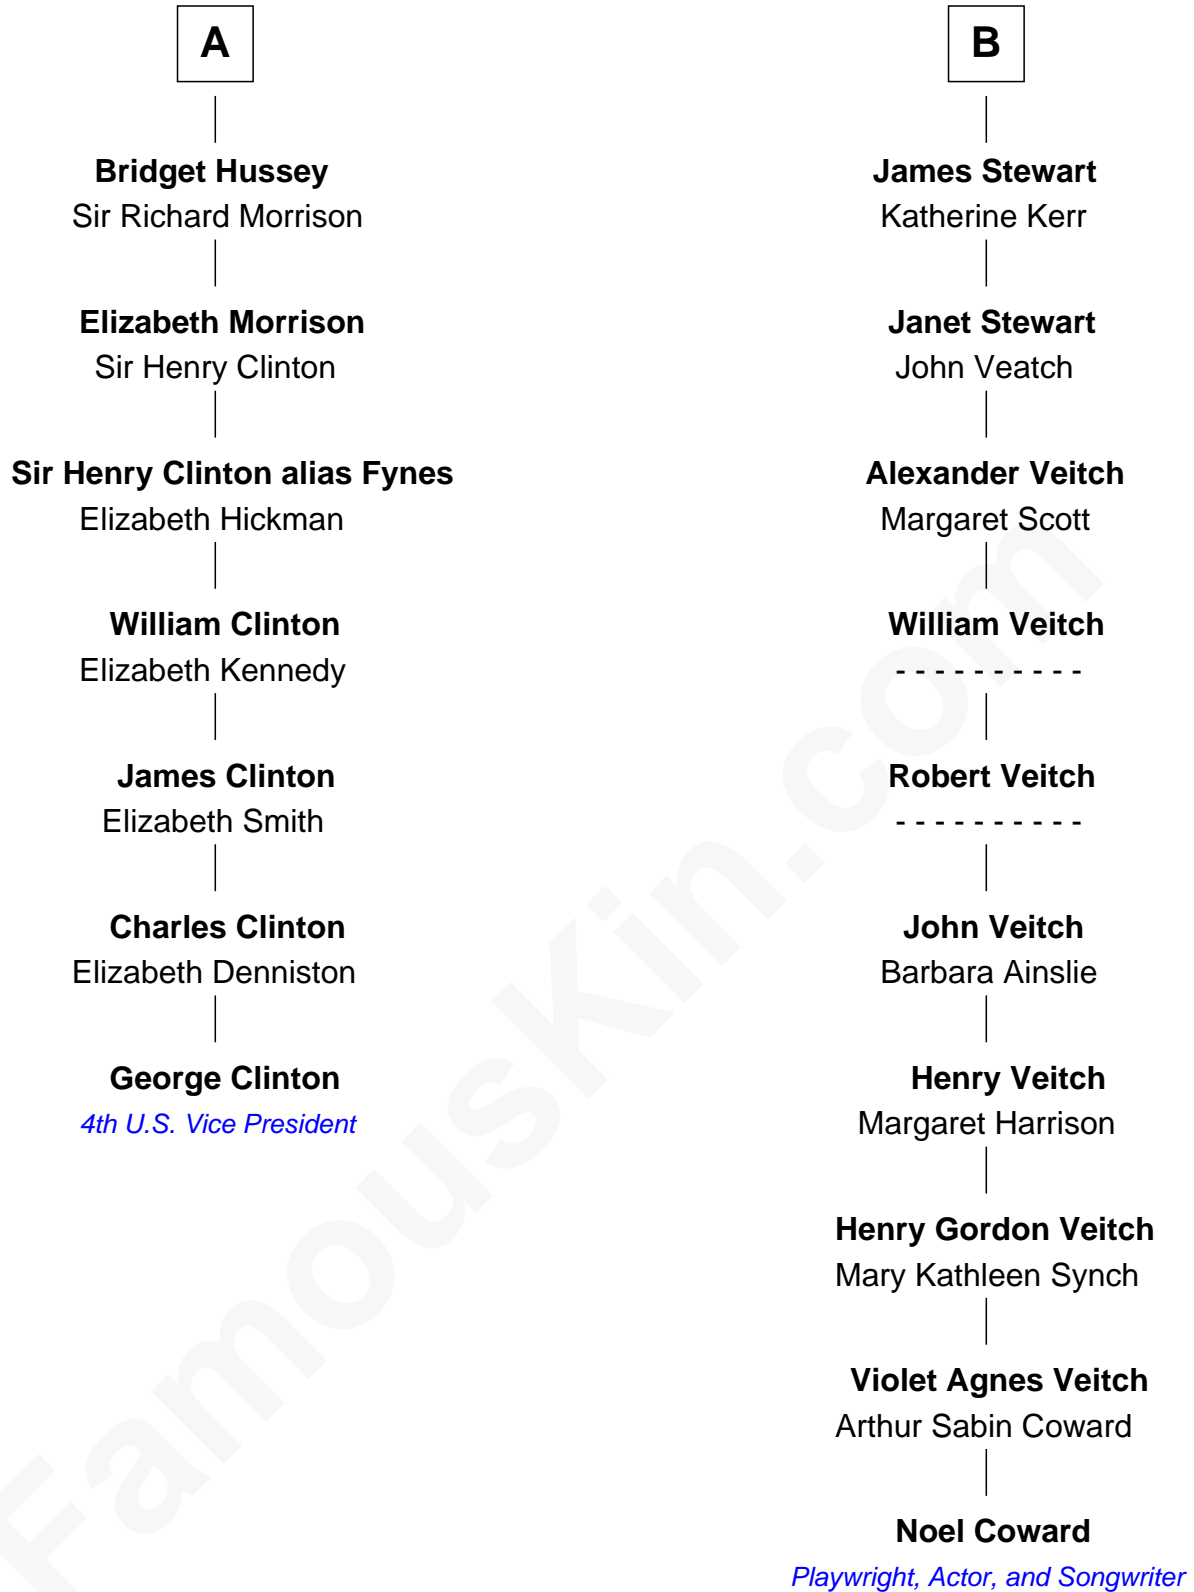 A
Bridget Hussey
Sir Richard Morrison
Elizabeth Morrison
Sir Henry Clinton
Sir Henry Clinton alias Fynes
Elizabeth Hickman
William Clinton
Elizabeth Kennedy
James Clinton
Elizabeth Smith
Charles Clinton
Elizabeth Denniston
George Clinton
4th U.S. Vice President
B
James Stewart
Katherine Kerr
Janet Stewart
John Veatch
Alexander Veitch
Margaret Scott
William Veitch
- - - - - - - - - -
Robert Veitch
- - - - - - - - - -
John Veitch
Barbara Ainslie
Henry Veitch
Margaret Harrison
Henry Gordon Veitch
Mary Kathleen Synch
Violet Agnes Veitch
Arthur Sabin Coward
Noel Coward
Playwright, Actor, and Songwriter
FamousKin.com